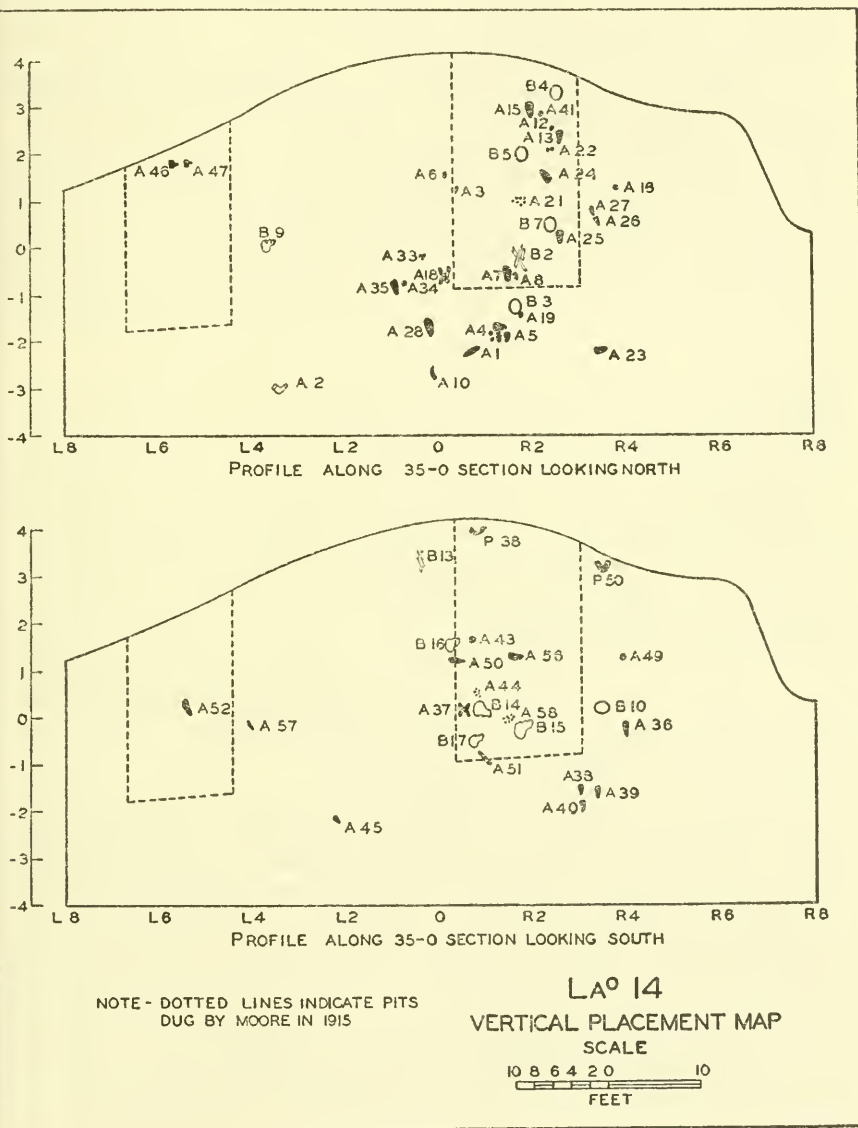 4
3
2
1
0
-1
-2
-3
-4
B4
A15
A41
A12
A13
B5
A22
A6
A24
A3
A18
A21
A27
A26
B7
A25
A46
A47
B9
A33
B2
A18
A7
A8
A35
A34
B3
A19
A28
A4
A5
A1
A23
A2
A10
L8 L6 L4 L2 0 R2 R4 R6 R8
PROFILE ALONG 35-0 SECTION LOOKING NORTH
4
3
2
1
0
-1
-2
-3
-4
P 38
B13
P50
B16
A43
A50
A 56
A49
A44
A52
A37
B14
A 58
B10
A57
B15
A36
B17
A51
A38
A39
A40
A45
L8 L6 L4 L2 0 R2 R4 R6 R8
PROFILE ALONG 35-0 SECTION LOOKING SOUTH
NOTE - DOTTED LINES INDICATE PITS
DUG BY MOORE IN 1915
LAº 14
VERTICAL PLACEMENT MAP
SCALE
10 8 6 4 2 0 10
FEET